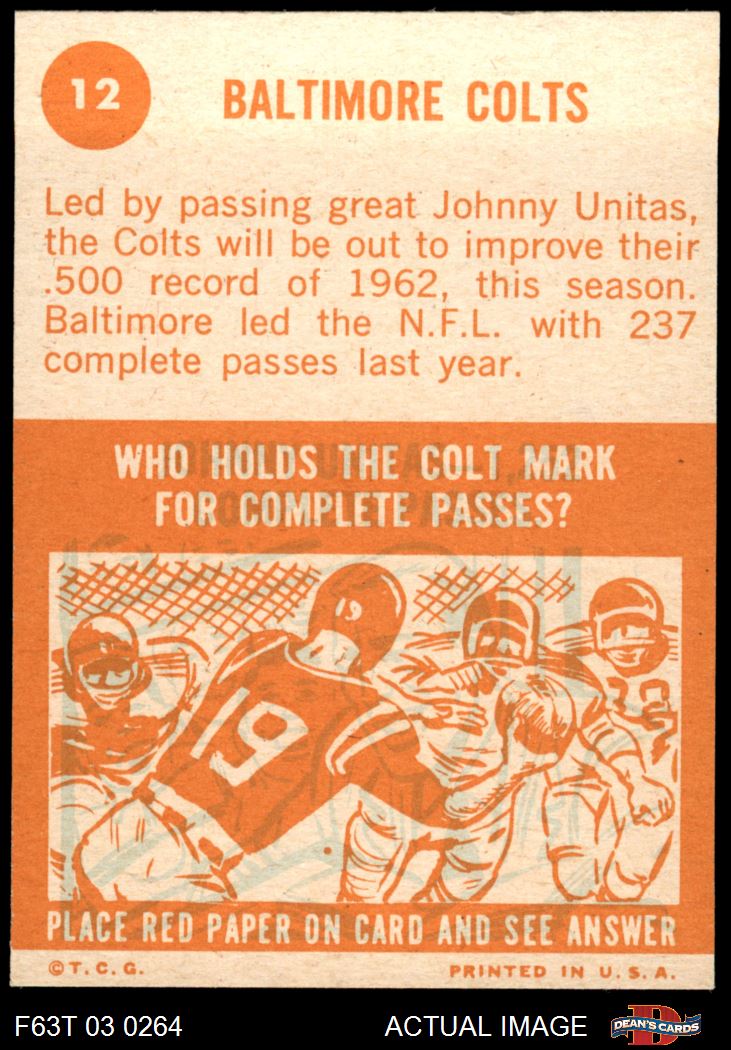 12
BALTIMORE COLTS
Led by passing great Johnny Unitas,
the Colts will be out to improve their
.500 record of 1962, this season.
Baltimore led the N.F.L. with 237
complete passes last year.
WHO HOLDS THE COLT MARK
FOR COMPLETE PASSES?
19
19
PLACE RED PAPER ON CARD AND SEE ANSWER
©T.C.G.
PRINTED IN U.S.A.
F63T 03 0264
ACTUAL IMAGE
D
DEAN'S CARDS